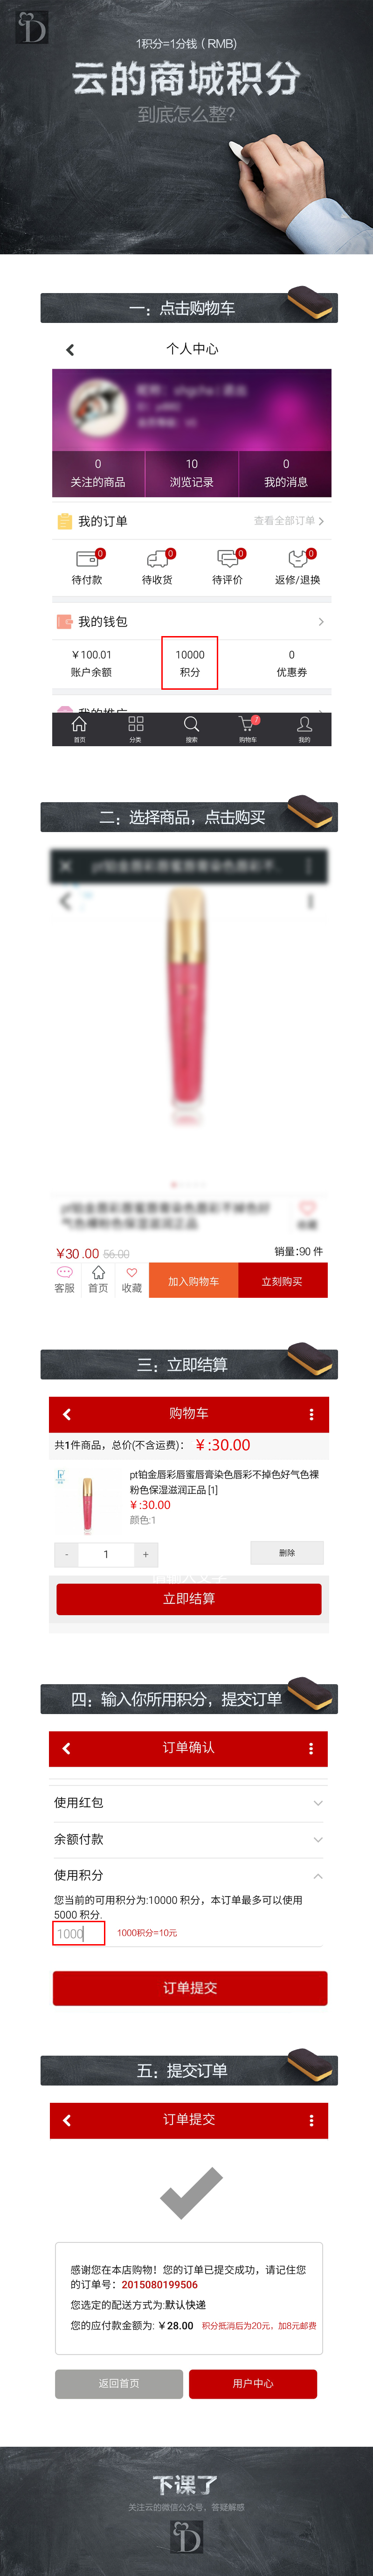 D
1积分=1分钱（RMB)
云的商城积分
到底怎么整?
一：点击购物车
个人中心
0 10 0
关注的商品 浏览记录 我的消息
我的订单 查看全部订单
0 0 0 0
待付款 待收货 待评价 返修/退换
我的钱包
￥100.01 10000 0
账户余额 积分 优惠券
我的推广
7
首页 分类 搜索 购物车 我的
二：选择商品，点击购买
¥30.00 56.00 销量:90 件
客服 首页 收藏 加入购物车 立刻购买
三：立即结算
购物车
共1件商品，总价(不含运费)： ￥:30.00
pt铂金唇彩唇蜜唇膏染色唇彩不掉色好气色裸
粉色保湿滋润正品 [1]
￥:30.00
颜色:1
- 1 + 删除
立即结算
四：输入你所用积分，提交订单
订单确认
使用红包
余额付款
使用积分
您当前的可用积分为:10000 积分，本订单最多可以使用
5000 积分.
1000 1000积分=10元
订单提交
五：提交订单
订单提交
感谢您在本店购物！您的订单已提交成功，请记住您
的订单号：2015080199506
您选定的配送方式为:默认快递
您的应付款金额为: ￥28.00 积分抵消后为20元，加8元邮费
返回首页 用户中心
下课了
关注云的微信公众号，答疑解惑
D